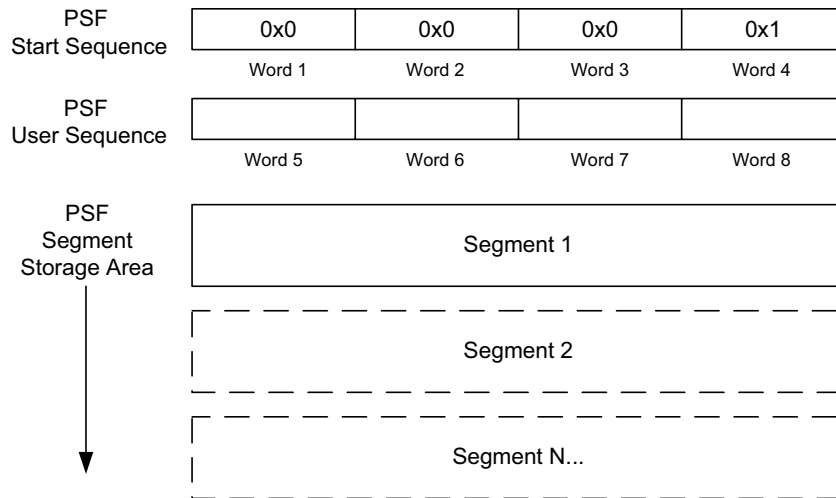 PSF
Start Sequence
0x0 0x0 0x0 0x1
Word 1 Word 2 Word 3 Word 4
PSF
User Sequence
Word 5 Word 6 Word 7 Word 8
PSF
Segment
Storage Area
Segment 1
Segment 2
Segment N...